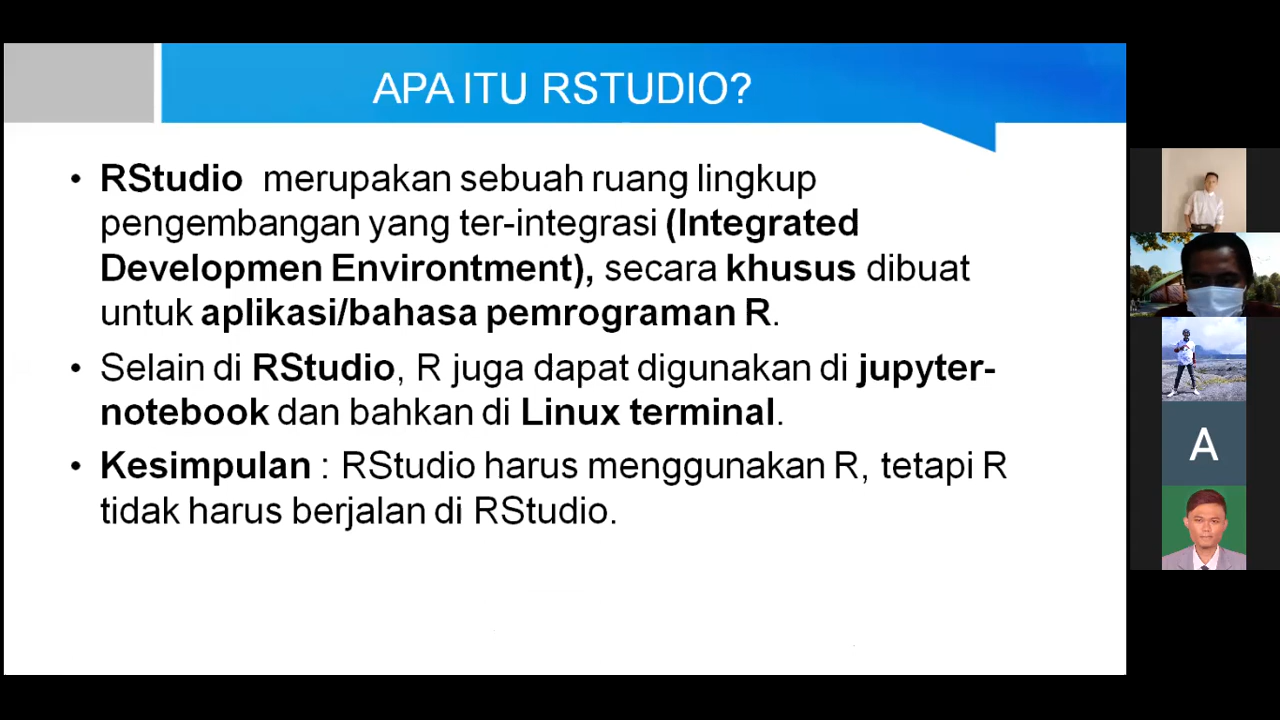 APA ITU RSTUDIO?
• RStudio merupakan sebuah ruang lingkup
pengembangan yang ter-integrasi (Integrated
Developmen Environtment), secara khusus dibuat
untuk aplikasi/bahasa pemrograman R.
• Selain di RStudio, R juga dapat digunakan di jupyter-
notebook dan bahkan di Linux terminal.
• Kesimpulan : RStudio harus menggunakan R, tetapi R
tidak harus berjalan di RStudio.
A